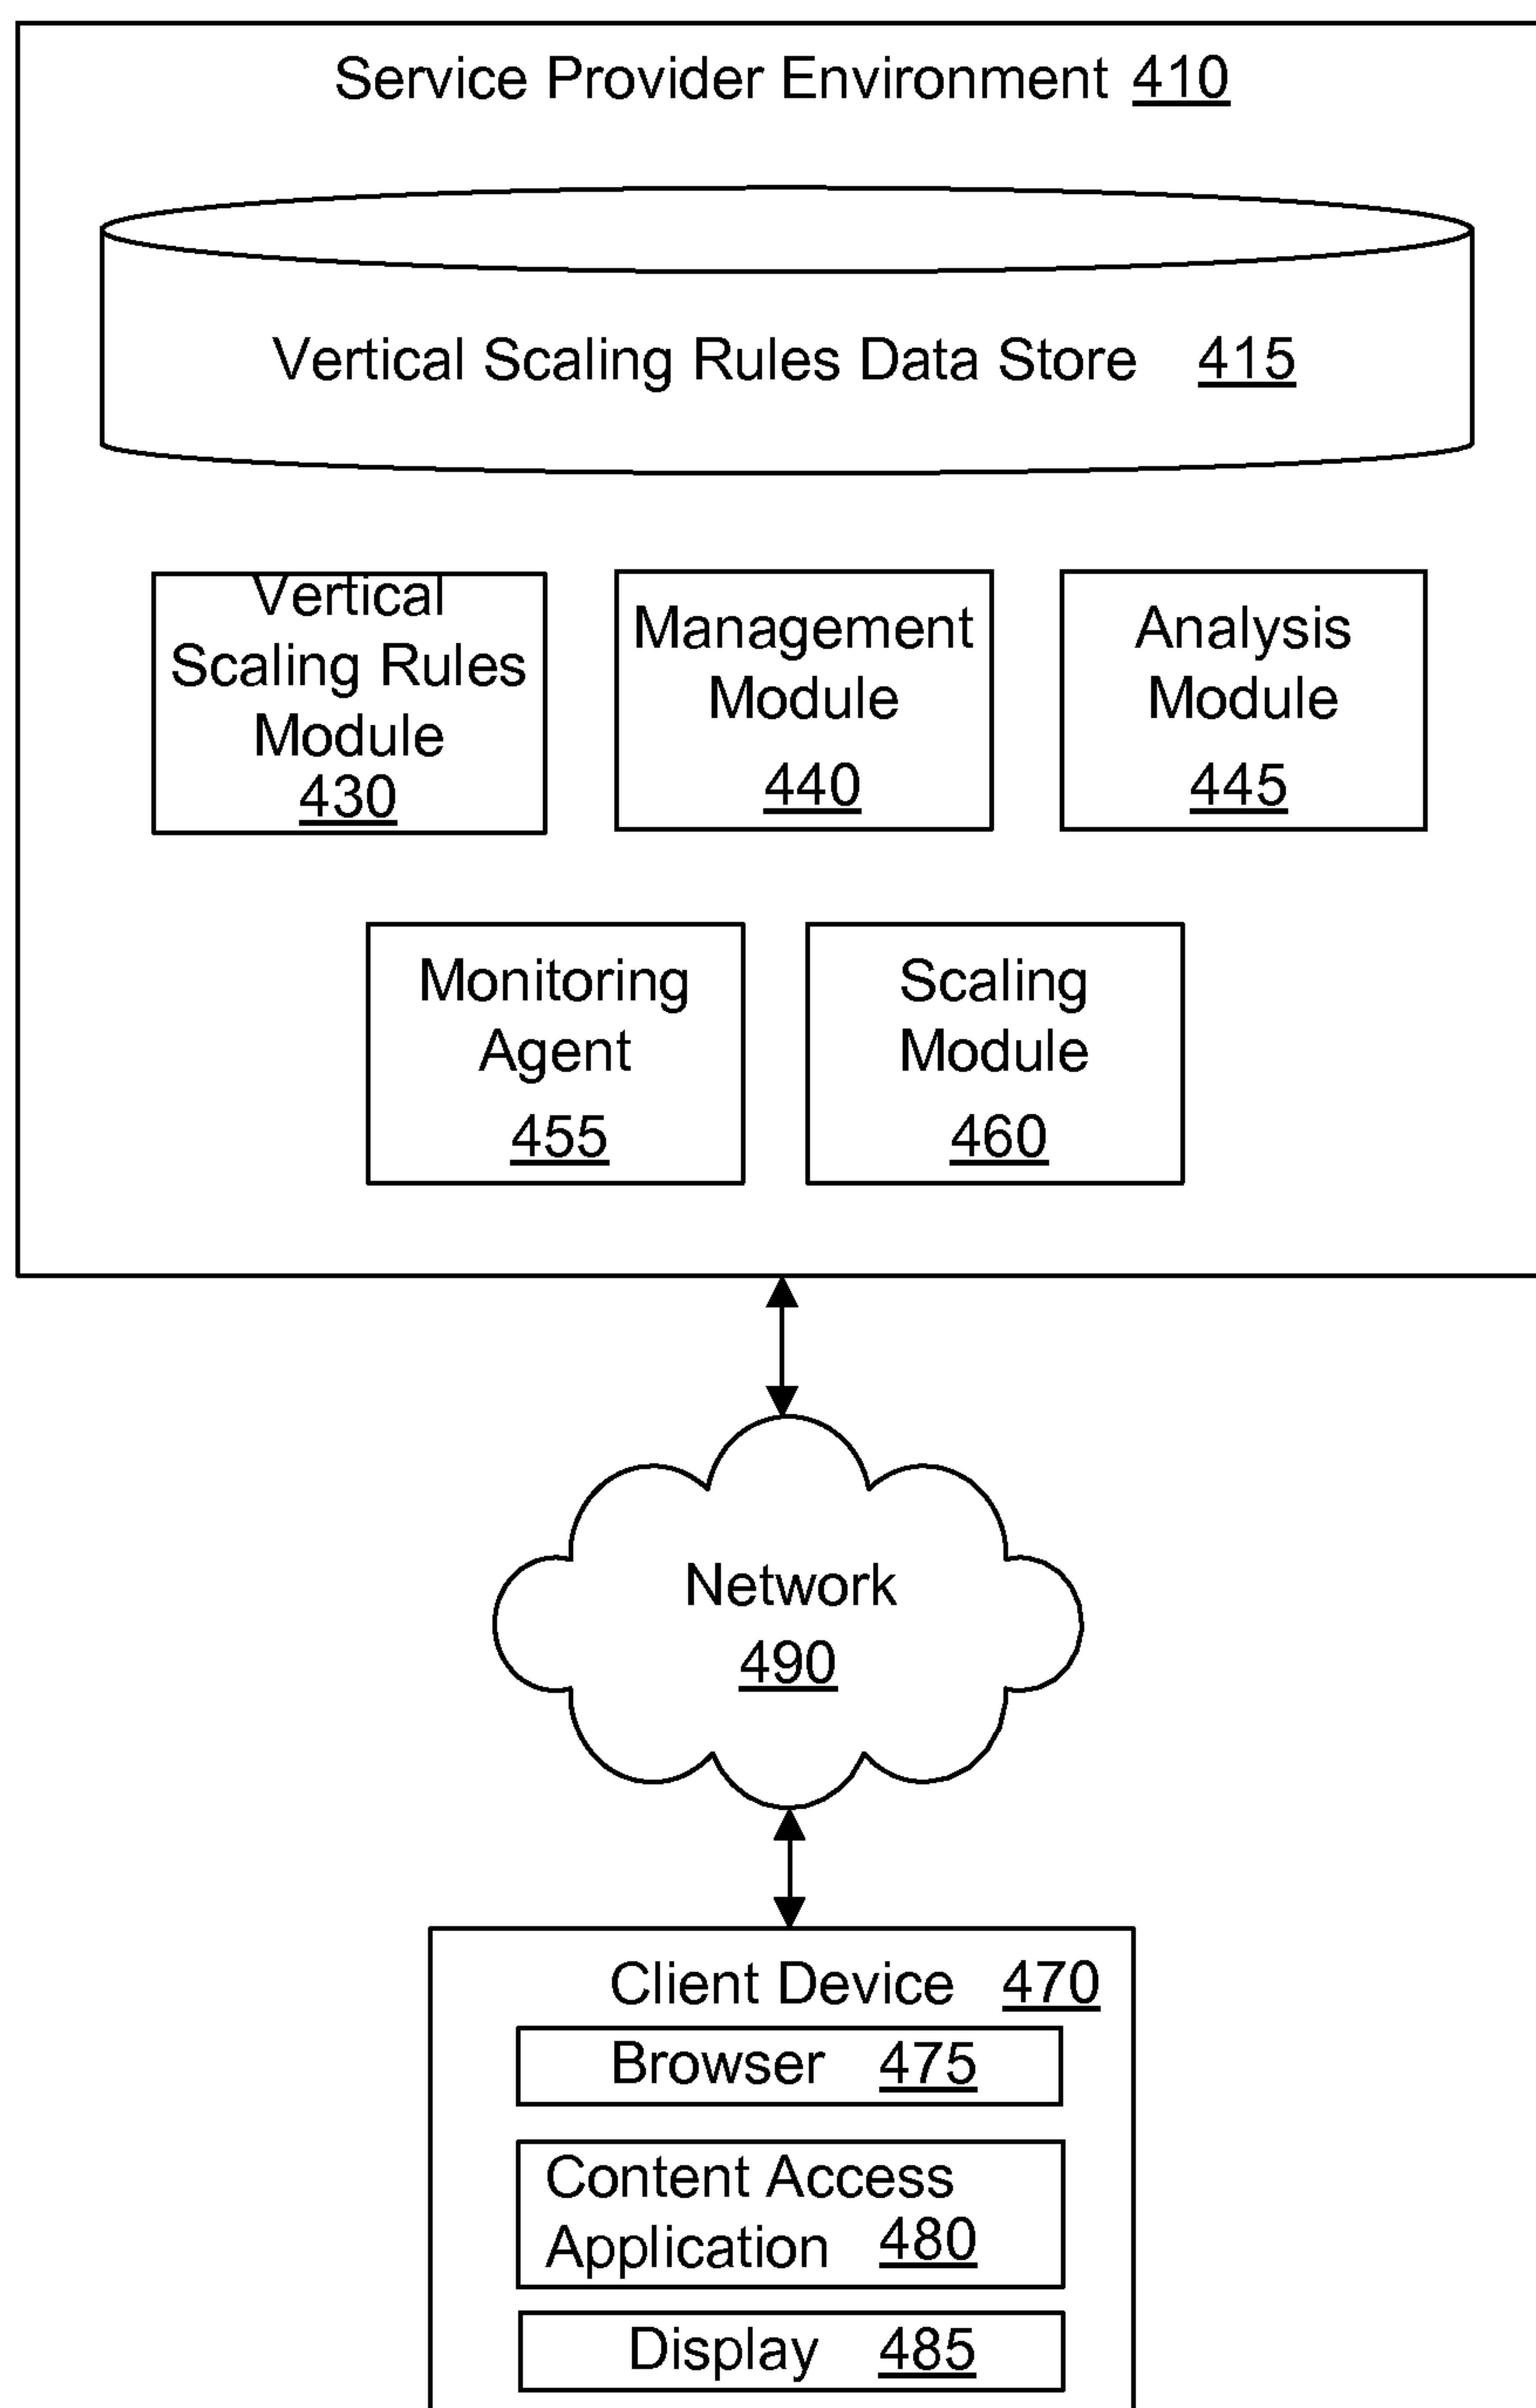 Service Provider Environment 410
Vertical Scaling Rules Data Store 415
Vertical
Scaling Rules
Module
430
Management
Module
440
Analysis
Module
445
Monitoring
Agent
455
Scaling
Module
460
Network
490
Client Device 470
Browser 475
Content Access
Application 480
Display 485